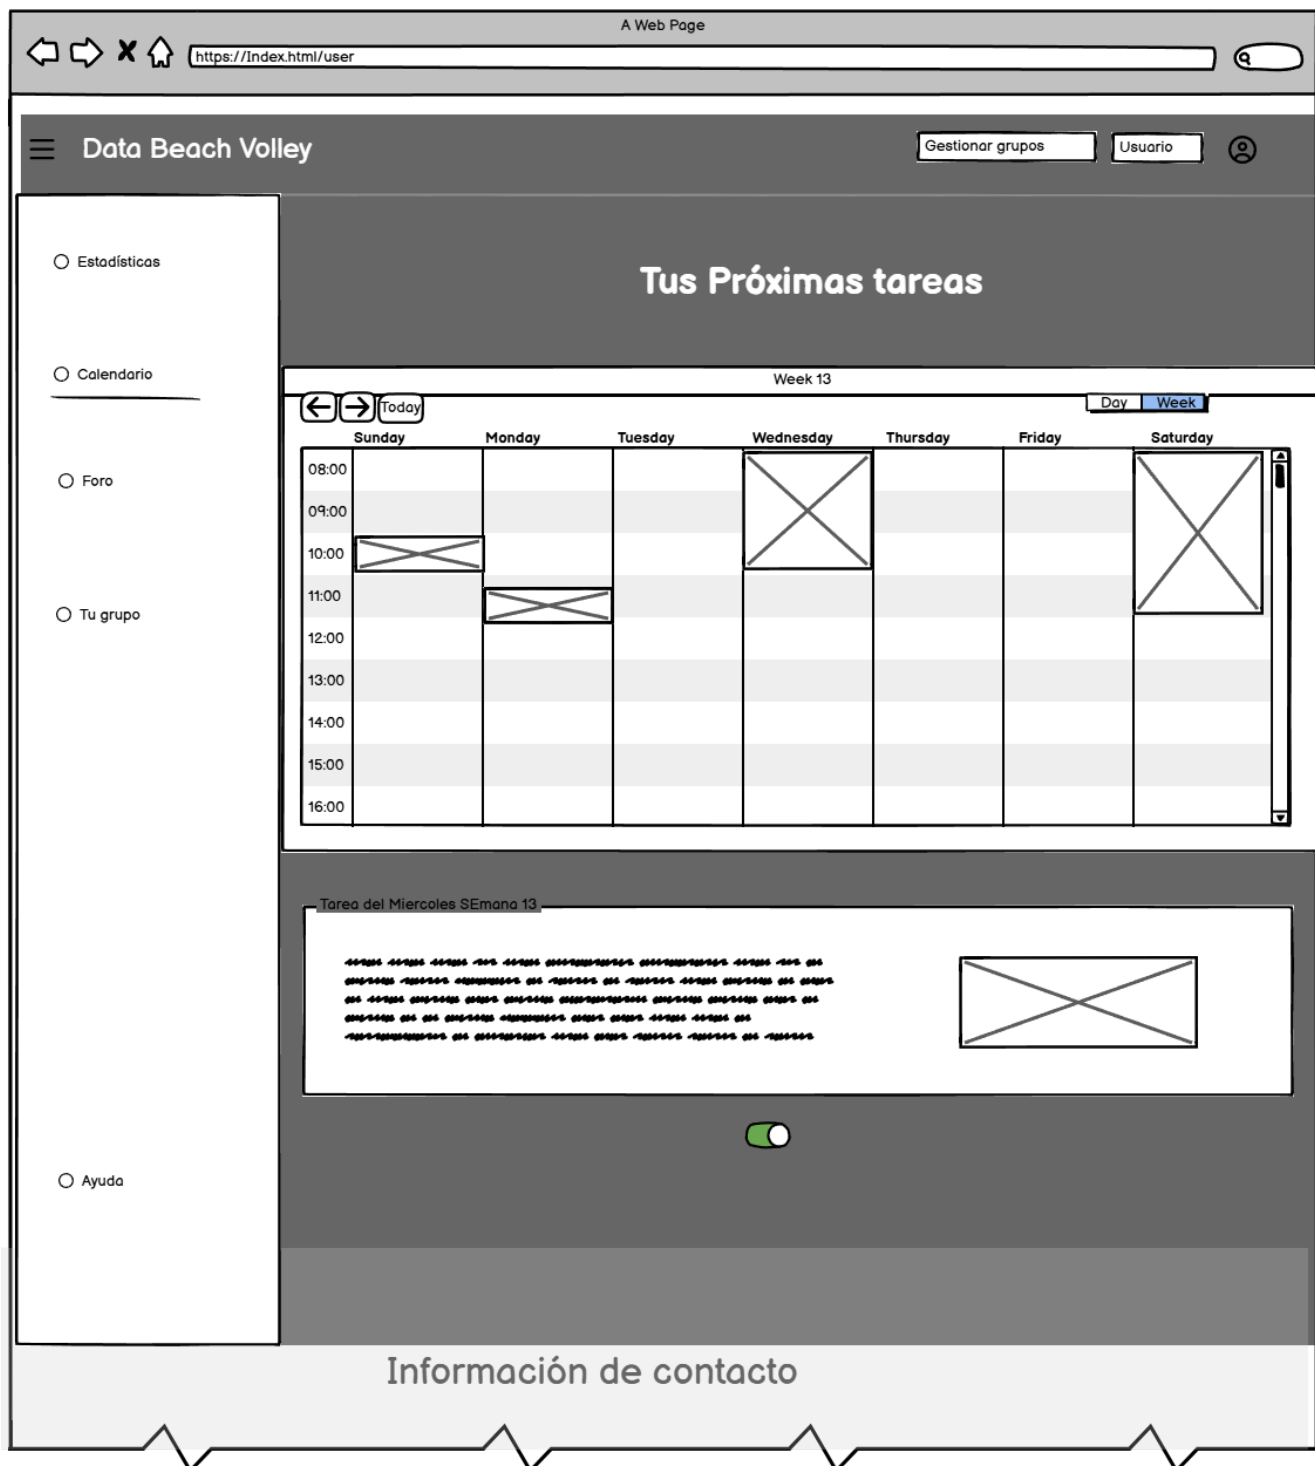 A Web Page
https://Index.html/user
Data Beach Volley
Gestionar grupos
Usuario
Estadísticas
Calendario
Foro
Tu grupo
Ayuda
Tus Próximas tareas
Week 13
Today
Day Week
Sunday Monday Tuesday Wednesday Thursday Friday Saturday
08:00
09:00
10:00
11:00
12:00
13:00
14:00
15:00
16:00
Tarea del Miercoles SEmana 13
Información de contacto